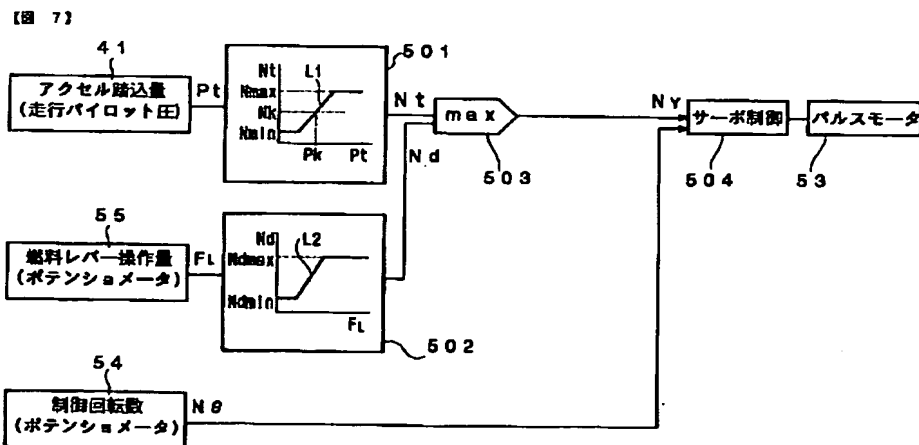 【図 7】
41
アクセル踏込量
(走行パイロット圧)
Pt
501
Nt
Nmax
Nk
Nmin
L1
Pk
Pt
Nt
Nd
max
503
Ny
サーボ制御
504
パルスモータ
53
55
燃料レバー操作量
(ポテンショメータ)
FL
Nd
Ndmax
Ndmin
L2
FL
502
54
制御回転数
(ポテンショメータ)
Nθ